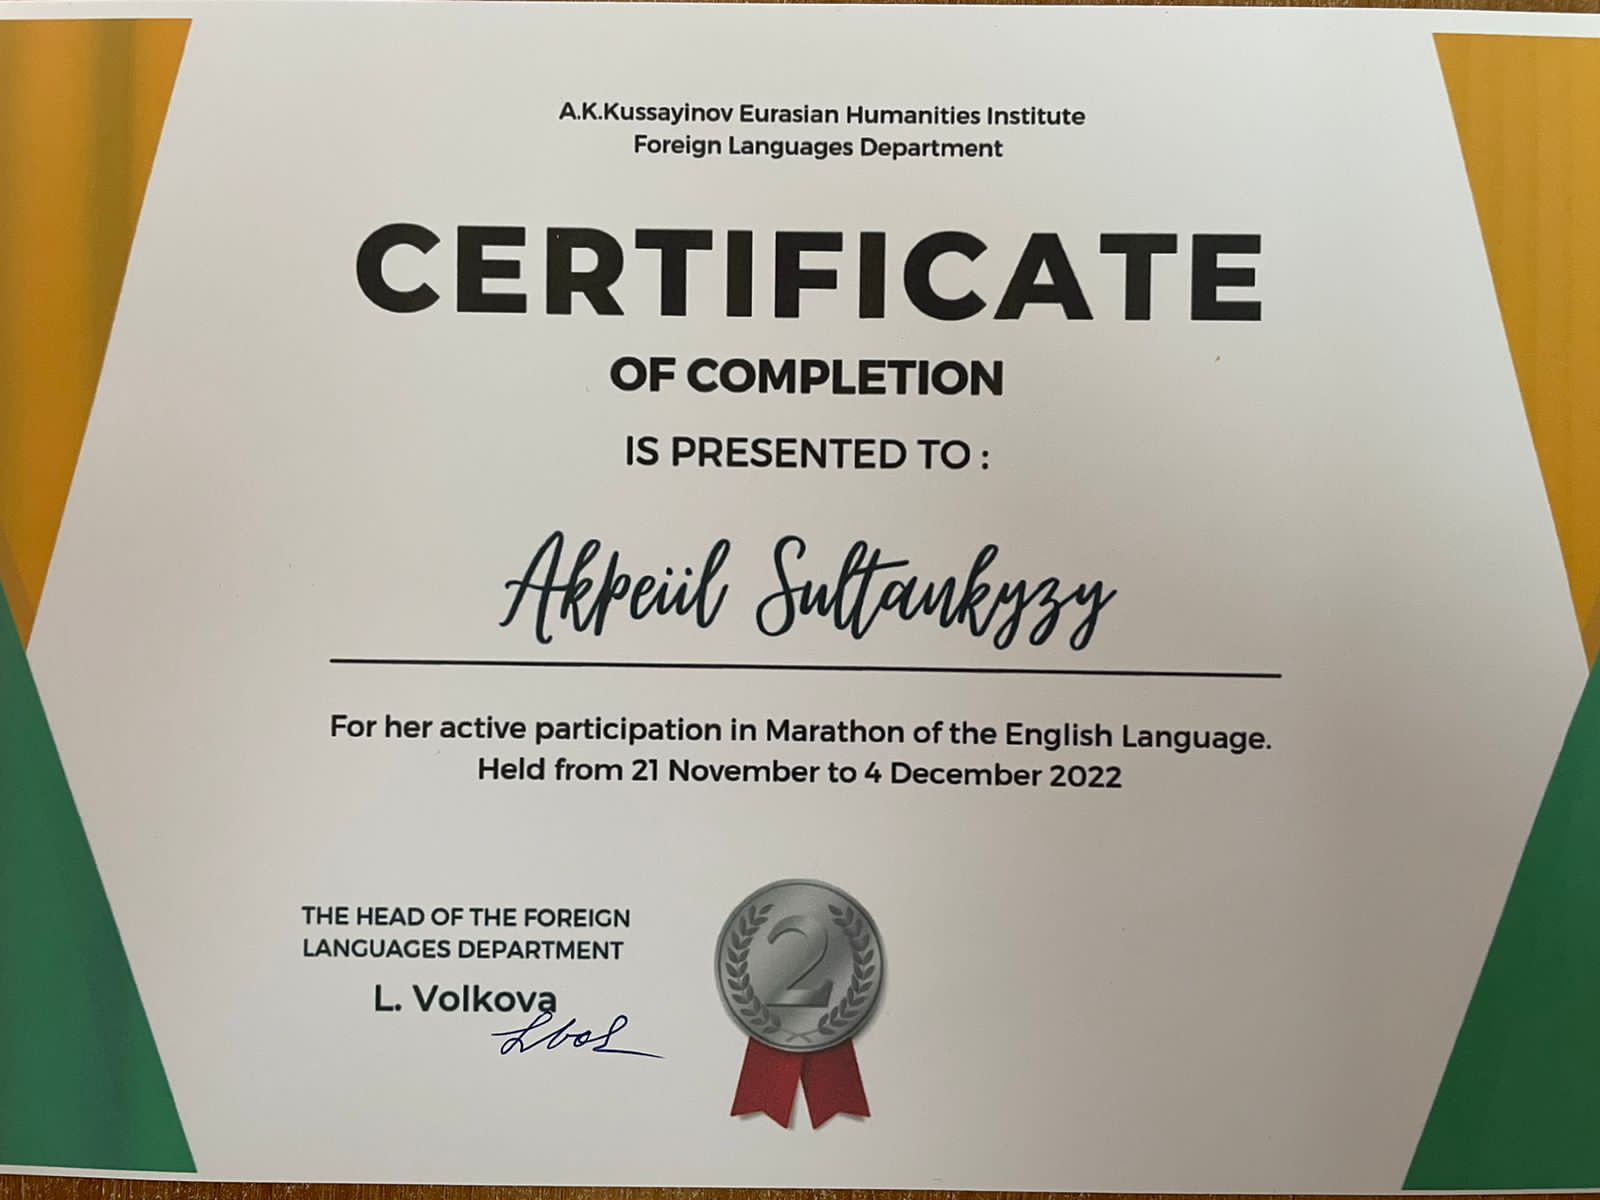 A.K.Kussayinov Eurasian Humanities Institute
Foreign Languages Department
CERTIFICATE
OF COMPLETION
IS PRESENTED TO :
Akpeiil Sultankyzy
For her active participation in Marathon of the English Language.
Held from 21 November to 4 December 2022
THE HEAD OF THE FOREIGN
LANGUAGES DEPARTMENT
L. Volkova
2